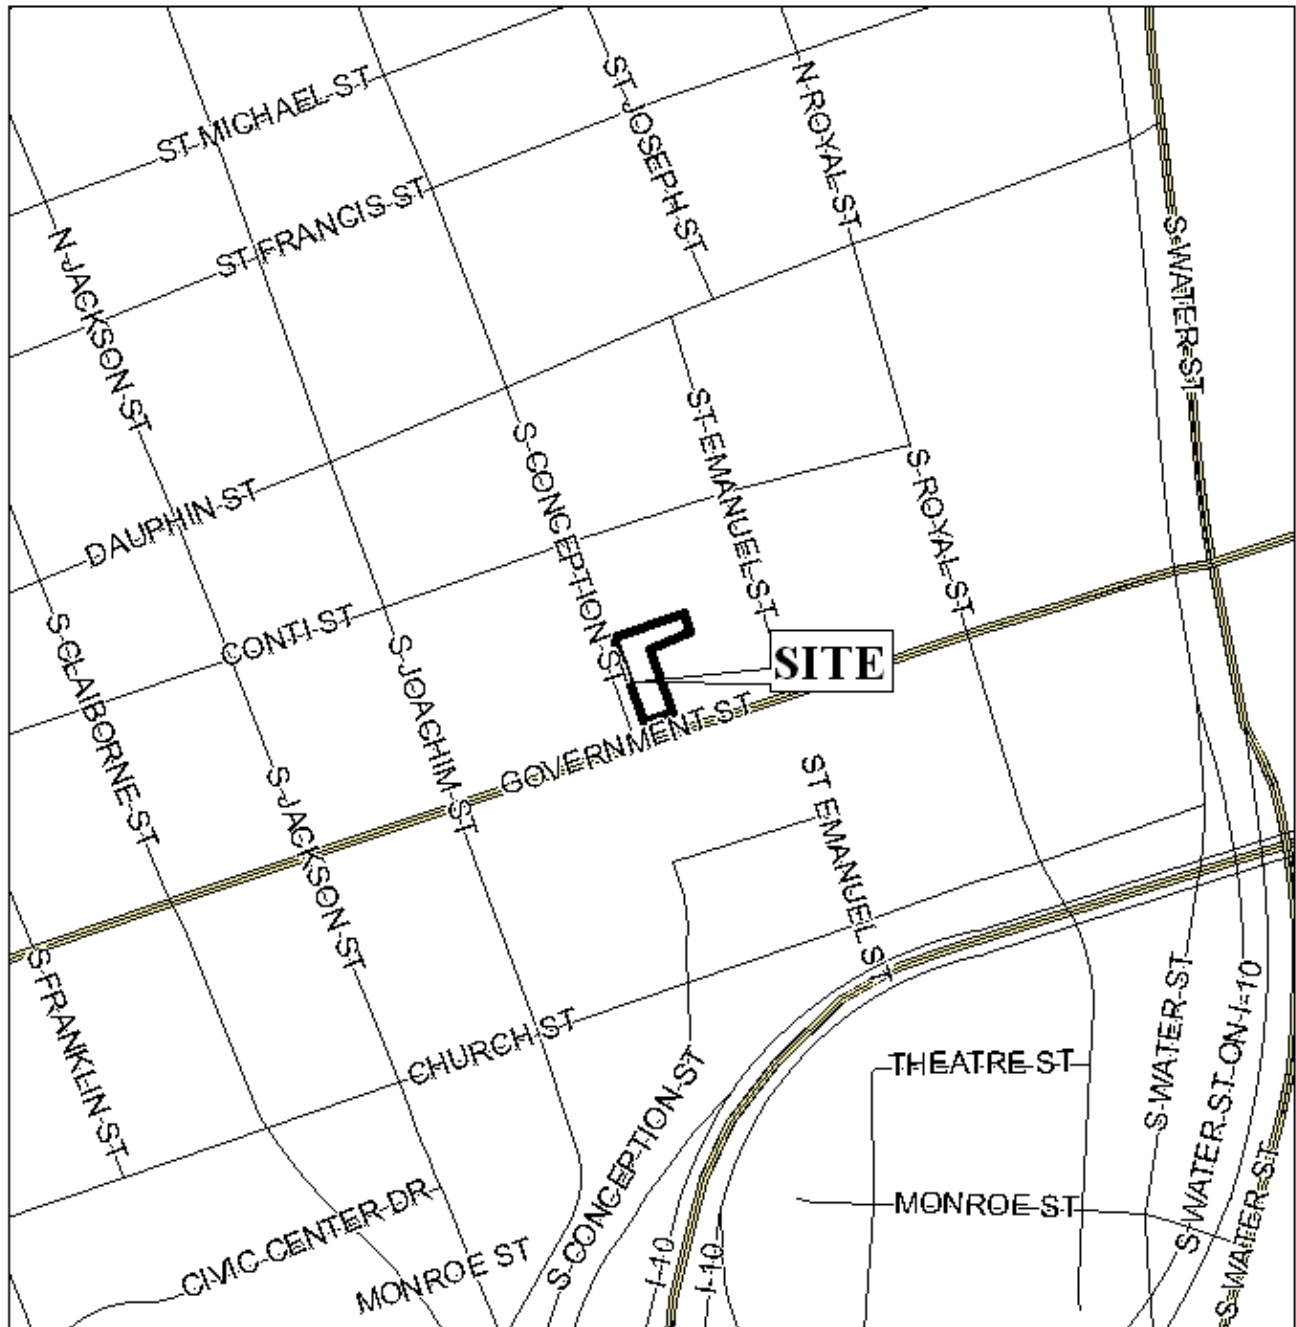 ST MICHAEL ST
ST FRANCIS ST
ST JOSEPH ST
N ROYAL ST
N JACKSON ST
S WATER ST
DAUPHIN ST
S CONCEPTION ST
ST EMANUEL ST
S ROYAL ST
CONTI ST
S CLAIBORNE ST
S JOACHIM ST
SITE
GOVERNMENT ST
S JACKSON ST
ST EMANUEL ST
S FRANKLIN ST
CHURCH ST
S CONCEPTION ST
THEATRE ST
S WATER ST
S WATER ST ON I-10
MONROE ST
CIVIC CENTER DR
MONROE ST
I-10
I-10
S WATER ST